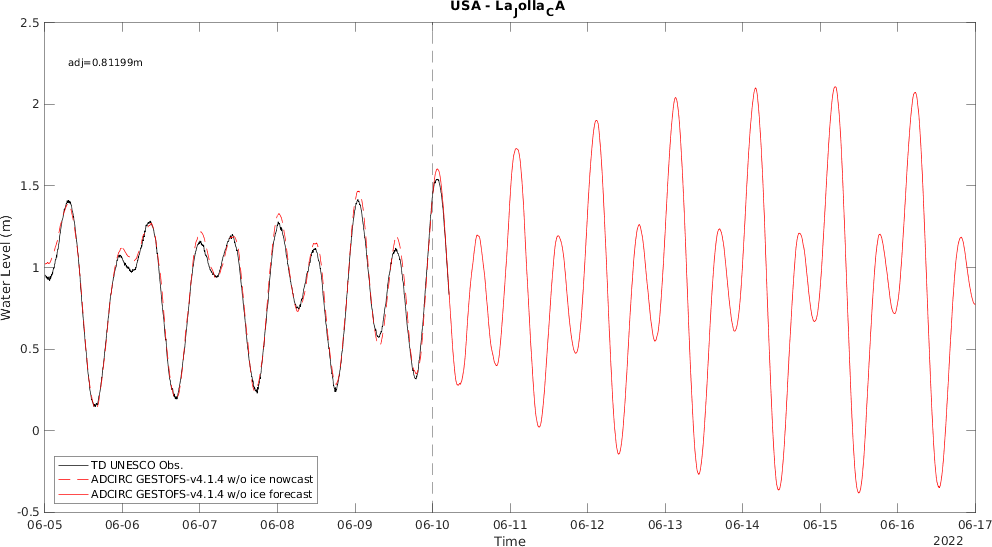 USA - LaJollaCA
adj=0.81199m
Water Level (m)
2.5
2
1.5
1
0.5
0
-0.5
TD UNESCO Obs.
ADCIRC GESTOFS-v4.1.4 w/o ice nowcast
ADCIRC GESTOFS-v4.1.4 w/o ice forecast
06-05 06-06 06-07 06-08 06-09 06-10 06-11 06-12 06-13 06-14 06-15 06-16 06-17
Time
2022